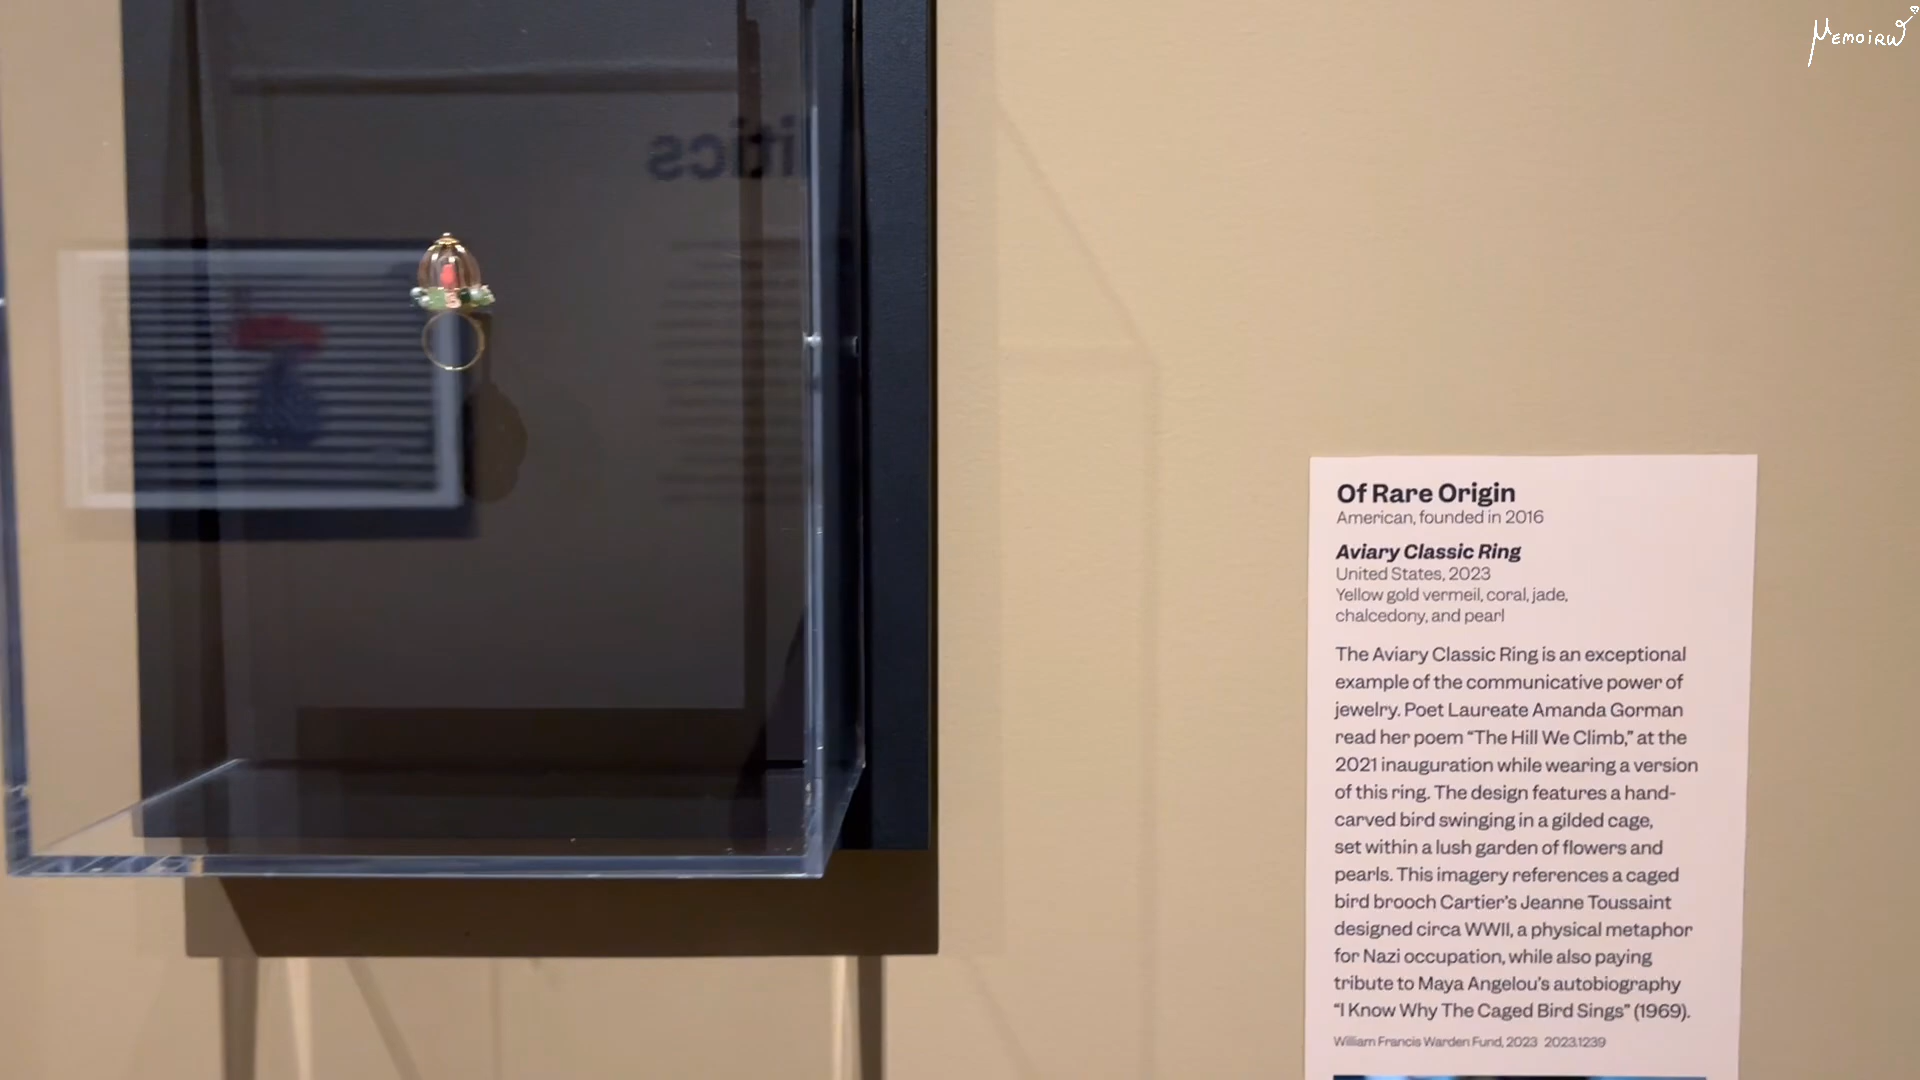 Memoirw
itics
Of Rare Origin
American, founded in 2016
Aviary Classic Ring
United States, 2023
Yellow gold vermeil, coral, jade,
chalcedony, and pearl
The Aviary Classic Ring is an exceptional
example of the communicative power of
jewelry. Poet Laureate Amanda Gorman
read her poem “The Hill We Climb,” at the
2021 inauguration while wearing a version
of this ring. The design features a hand-
carved bird swinging in a gilded cage,
set within a lush garden of flowers and
pearls. This imagery references a caged
bird brooch Cartier’s Jeanne Toussaint
designed circa WWII, a physical metaphor
for Nazi occupation, while also paying
tribute to Maya Angelou’s autobiography
“I Know Why The Caged Bird Sings” (1969).
William Francis Warden Fund, 2023 2023.1239